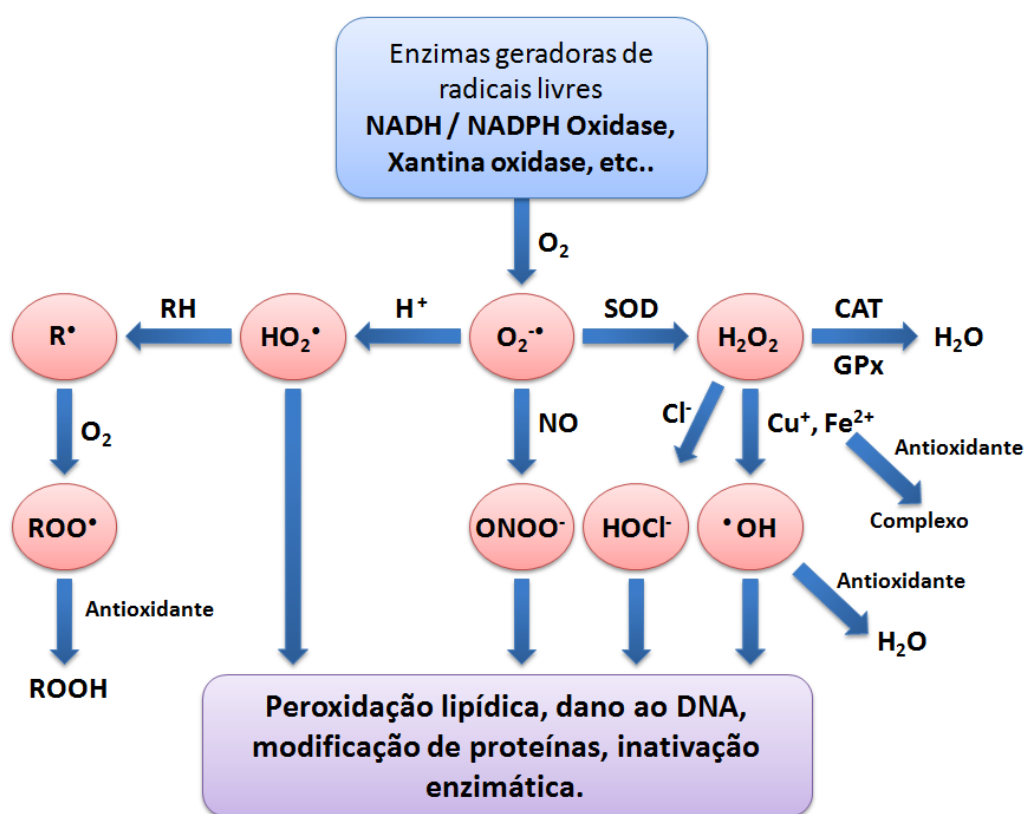 Enzimas geradoras de
radicais livres
NADH / NADPH Oxidase,
Xantina oxidase, etc..
O₂
RH
H⁺
SOD
CAT
R•
HO₂•
O₂⁻•
H₂O₂
H₂O
GPx
O₂
NO
Cl⁻
Cu⁺, Fe²⁺
Antioxidante
Complexo
ROO•
ONOO⁻
HOCl⁻
•OH
Antioxidante
Antioxidante
H₂O
ROOH
Peroxidação lipídica, dano ao DNA,
modificação de proteínas, inativação
enzimática.